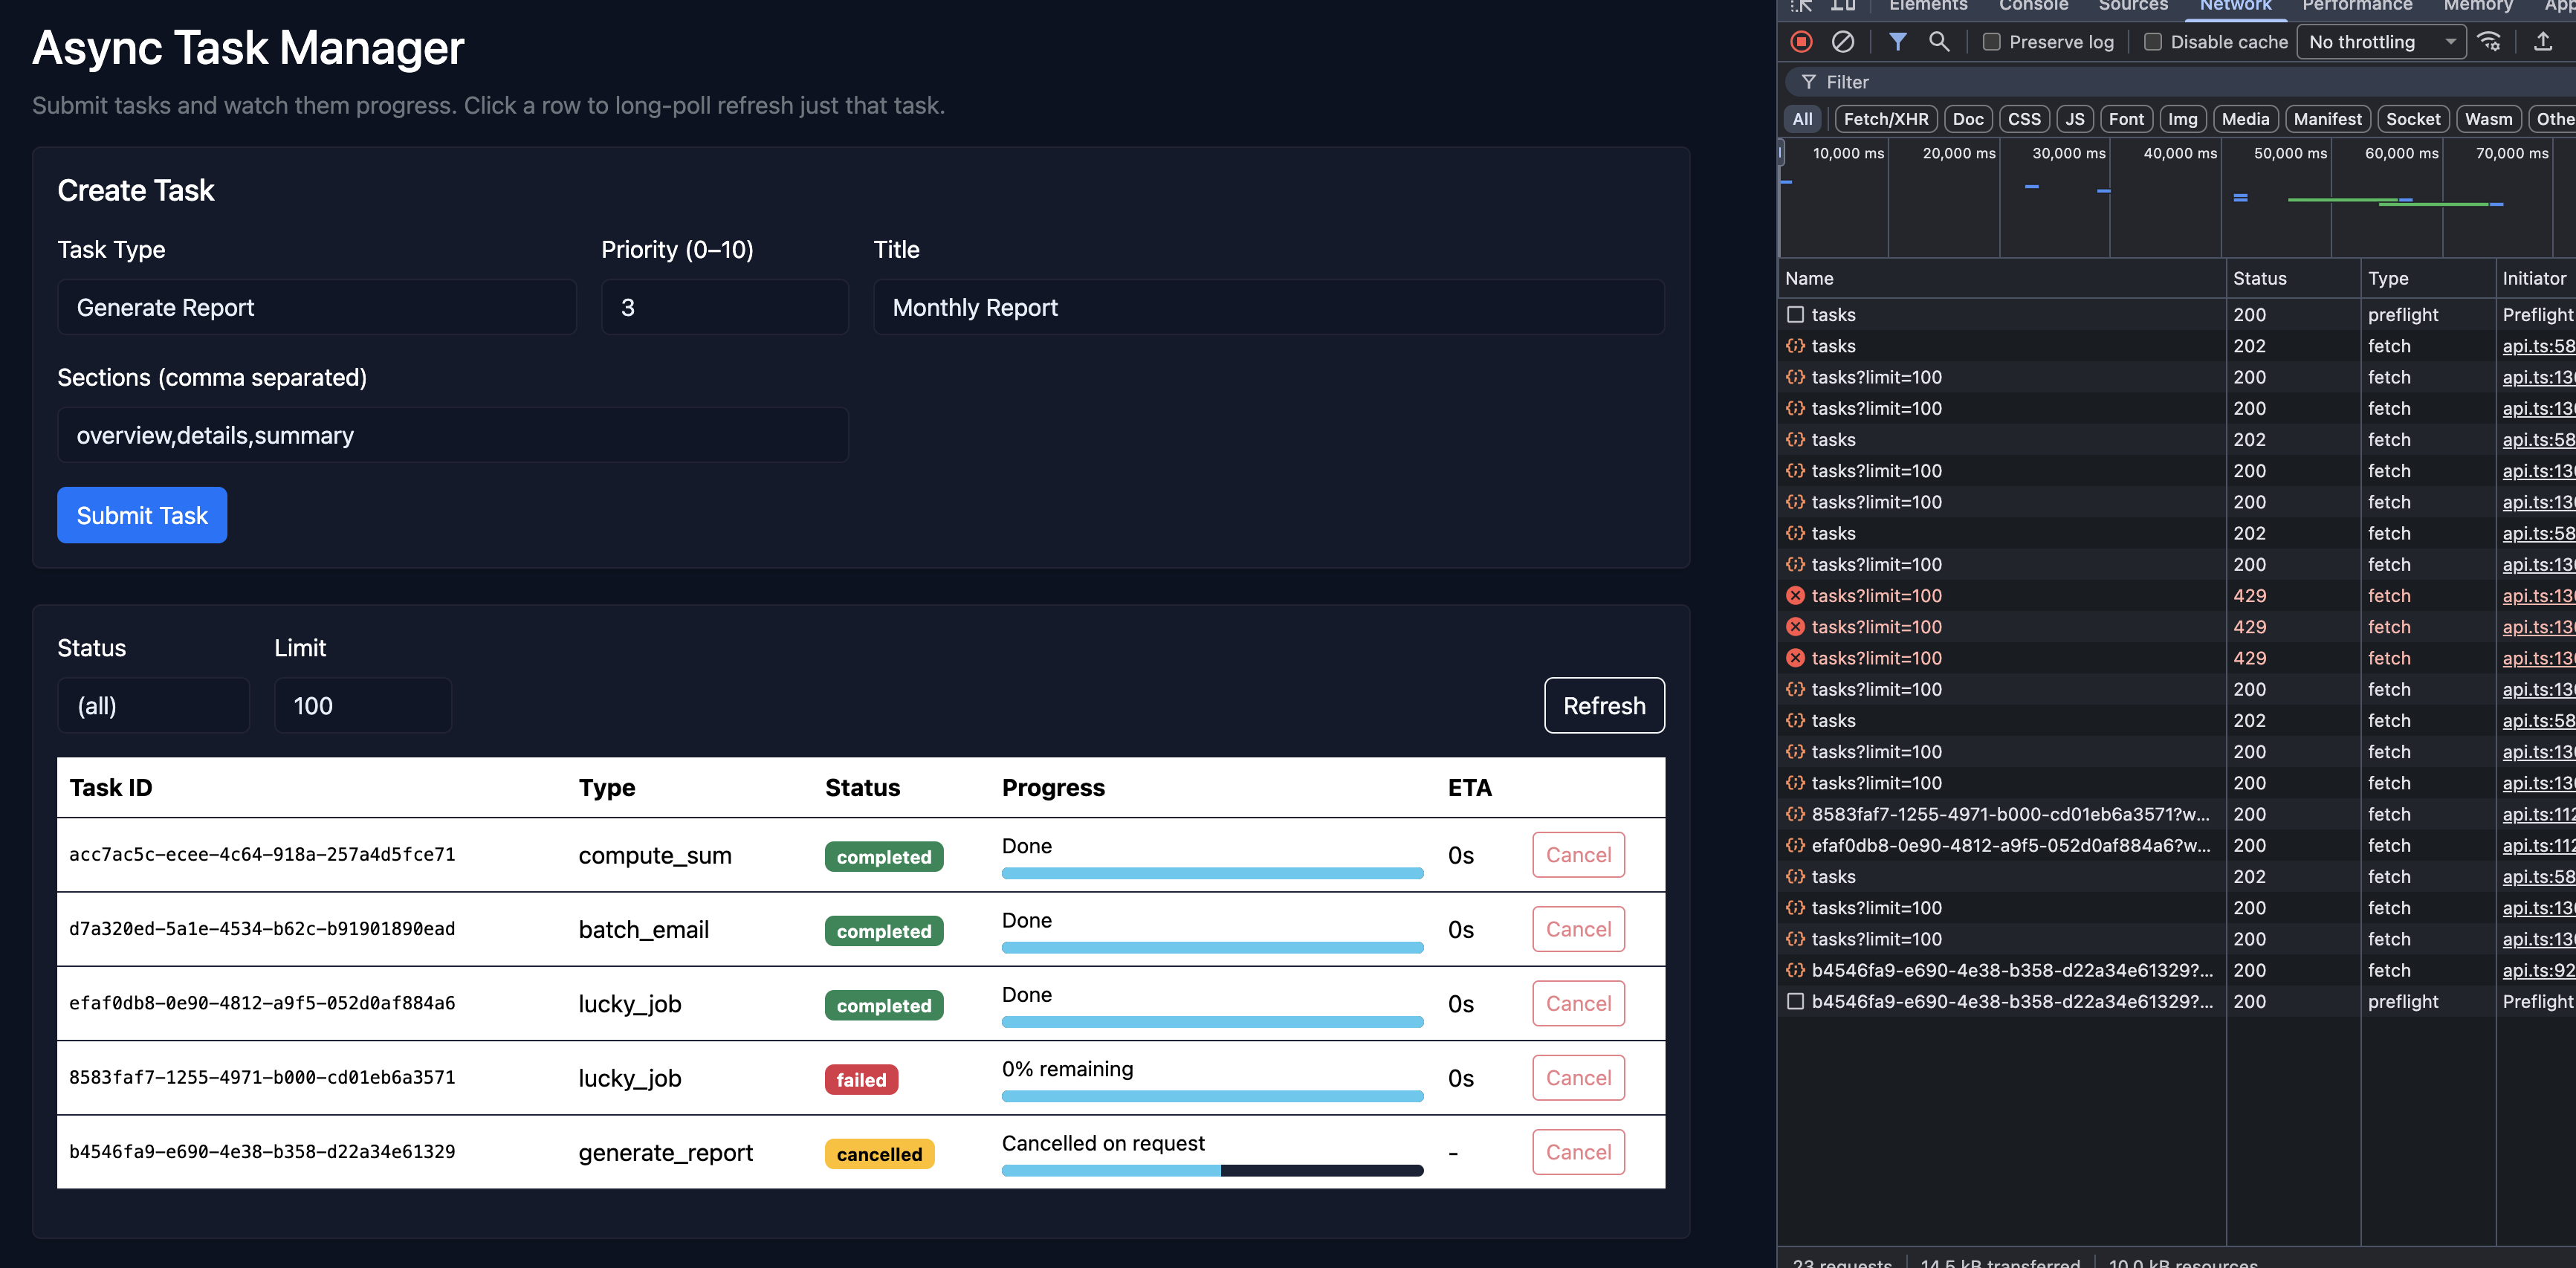 Async Task Manager
Submit tasks and watch them progress. Click a row to long-poll refresh just that task.
Create Task
Task Type Priority (0–10) Title
Generate Report 3 Monthly Report
Sections (comma separated)
overview,details,summary
Submit Task
Status Limit
(all) 100 Refresh
Task ID Type Status Progress ETA
acc7ac5c-ecee-4c64-918a-257a4d5fce71 compute_sum completed Done 0s Cancel
d7a320ed-5a1e-4534-b62c-b91901890ead batch_email completed Done 0s Cancel
efaf0db8-0e90-4812-a9f5-052d0af884a6 lucky_job completed Done 0s Cancel
8583faf7-1255-4971-b000-cd01eb6a3571 lucky_job failed 0% remaining 0s Cancel
b4546fa9-e690-4e38-b358-d22a34e61329 generate_report cancelled Cancelled on request - Cancel
Elements Console Sources Network Performance Memory App
Preserve log Disable cache No throttling
Filter
All Fetch/XHR Doc CSS JS Font Img Media Manifest Socket Wasm Othe
10,000 ms 20,000 ms 30,000 ms 40,000 ms 50,000 ms 60,000 ms 70,000 ms
Name Status Type Initiator
tasks 200 preflight Preflight
tasks 202 fetch api.ts:58
tasks?limit=100 200 fetch api.ts:130
tasks?limit=100 200 fetch api.ts:130
tasks 202 fetch api.ts:58
tasks?limit=100 200 fetch api.ts:130
tasks?limit=100 200 fetch api.ts:130
tasks 202 fetch api.ts:58
tasks?limit=100 200 fetch api.ts:130
tasks?limit=100 429 fetch api.ts:130
tasks?limit=100 429 fetch api.ts:130
tasks?limit=100 429 fetch api.ts:130
tasks?limit=100 200 fetch api.ts:130
tasks 202 fetch api.ts:58
tasks?limit=100 200 fetch api.ts:130
tasks?limit=100 200 fetch api.ts:130
8583faf7-1255-4971-b000-cd01eb6a3571?w... 200 fetch api.ts:112
efaf0db8-0e90-4812-a9f5-052d0af884a6?w... 200 fetch api.ts:112
tasks 202 fetch api.ts:58
tasks?limit=100 200 fetch api.ts:130
tasks?limit=100 200 fetch api.ts:130
b4546fa9-e690-4e38-b358-d22a34e61329?... 200 fetch api.ts:92
b4546fa9-e690-4e38-b358-d22a34e61329?... 200 preflight Preflight
23 requests 14.5 kB transferred 10.0 kB resources